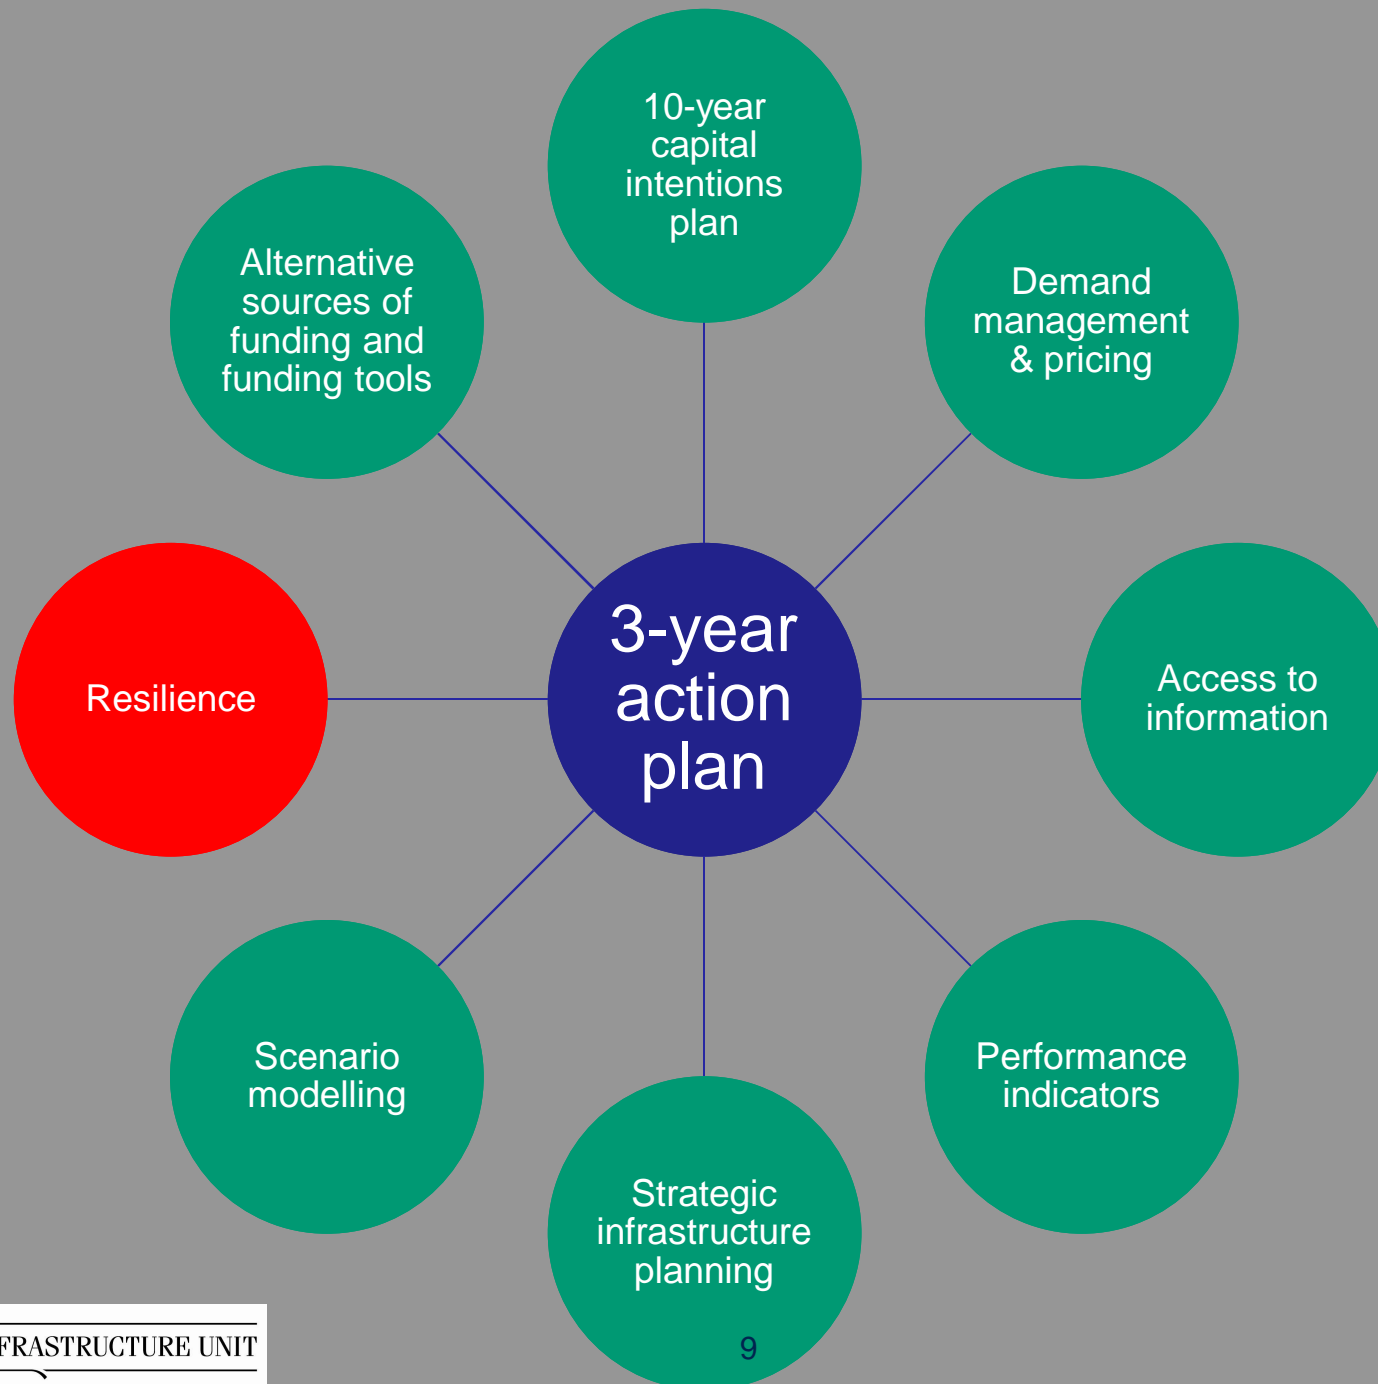 10-year
capital
intentions
plan
Demand
management
& pricing
Access to
information
Performance
indicators
Strategic
infrastructure
planning
Scenario
modelling
Resilience
Alternative
sources of
funding and
funding tools
3-year
action
plan
FRASTRUCTURE UNIT
9